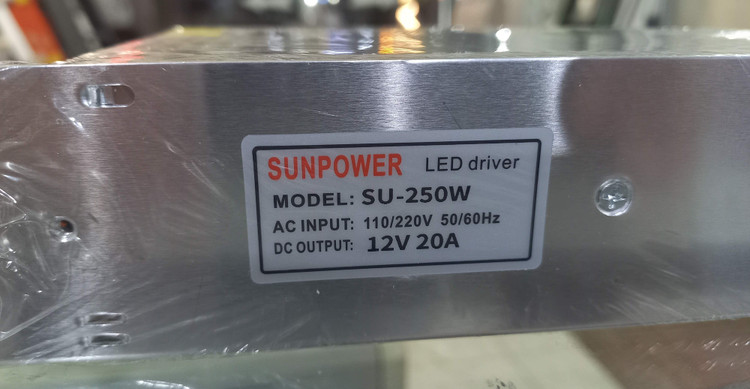 SUNPOWER LED driver
MODEL: SU-250W
AC INPUT: 110/220V 50/60Hz
DC OUTPUT: 12V 20A